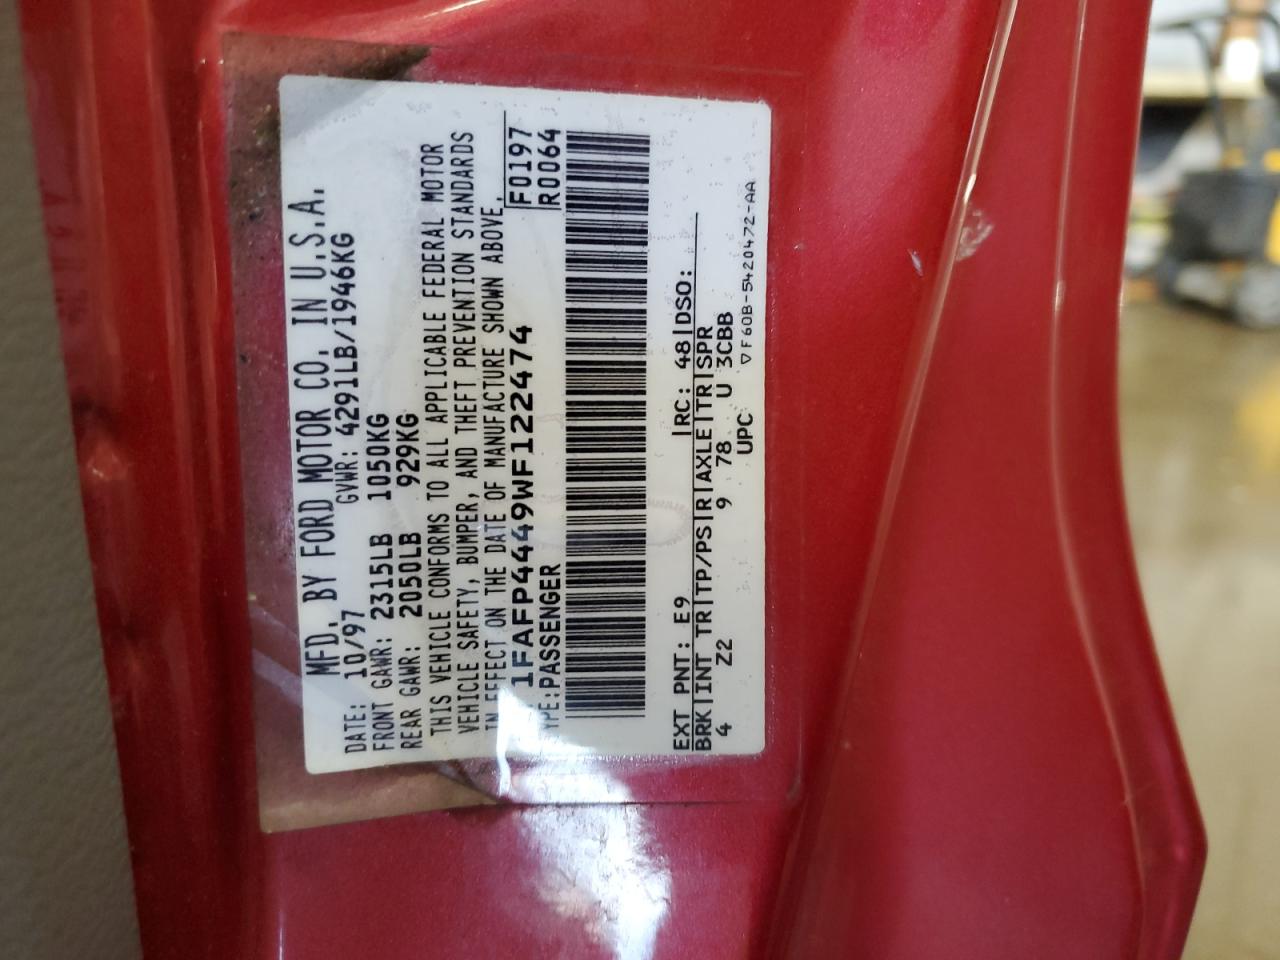 MFD. BY FORD MOTOR CO. IN U.S.A.
DATE: 10/97 GVWR: 4291LB/1946KG
FRONT GAWR: 2315LB 1050KG
REAR GAWR: 2050LB 929KG
THIS VEHICLE CONFORMS TO ALL APPLICABLE FEDERAL MOTOR
VEHICLE SAFETY, BUMPER, AND THEFT PREVENTION STANDARDS
IN EFFECT ON THE DATE OF MANUFACTURE SHOWN ABOVE.
1FAFP4449WF122474 F0197
TYPE:PASSENGER R0064
EXT PNT: E9 |RC: 48|DSO:
BRK|INT TR|TP/PS|R|AXLE|TR|SPR
4 Z2 9 78 U 3CBB
UPC ▽F60B-5420472-AA